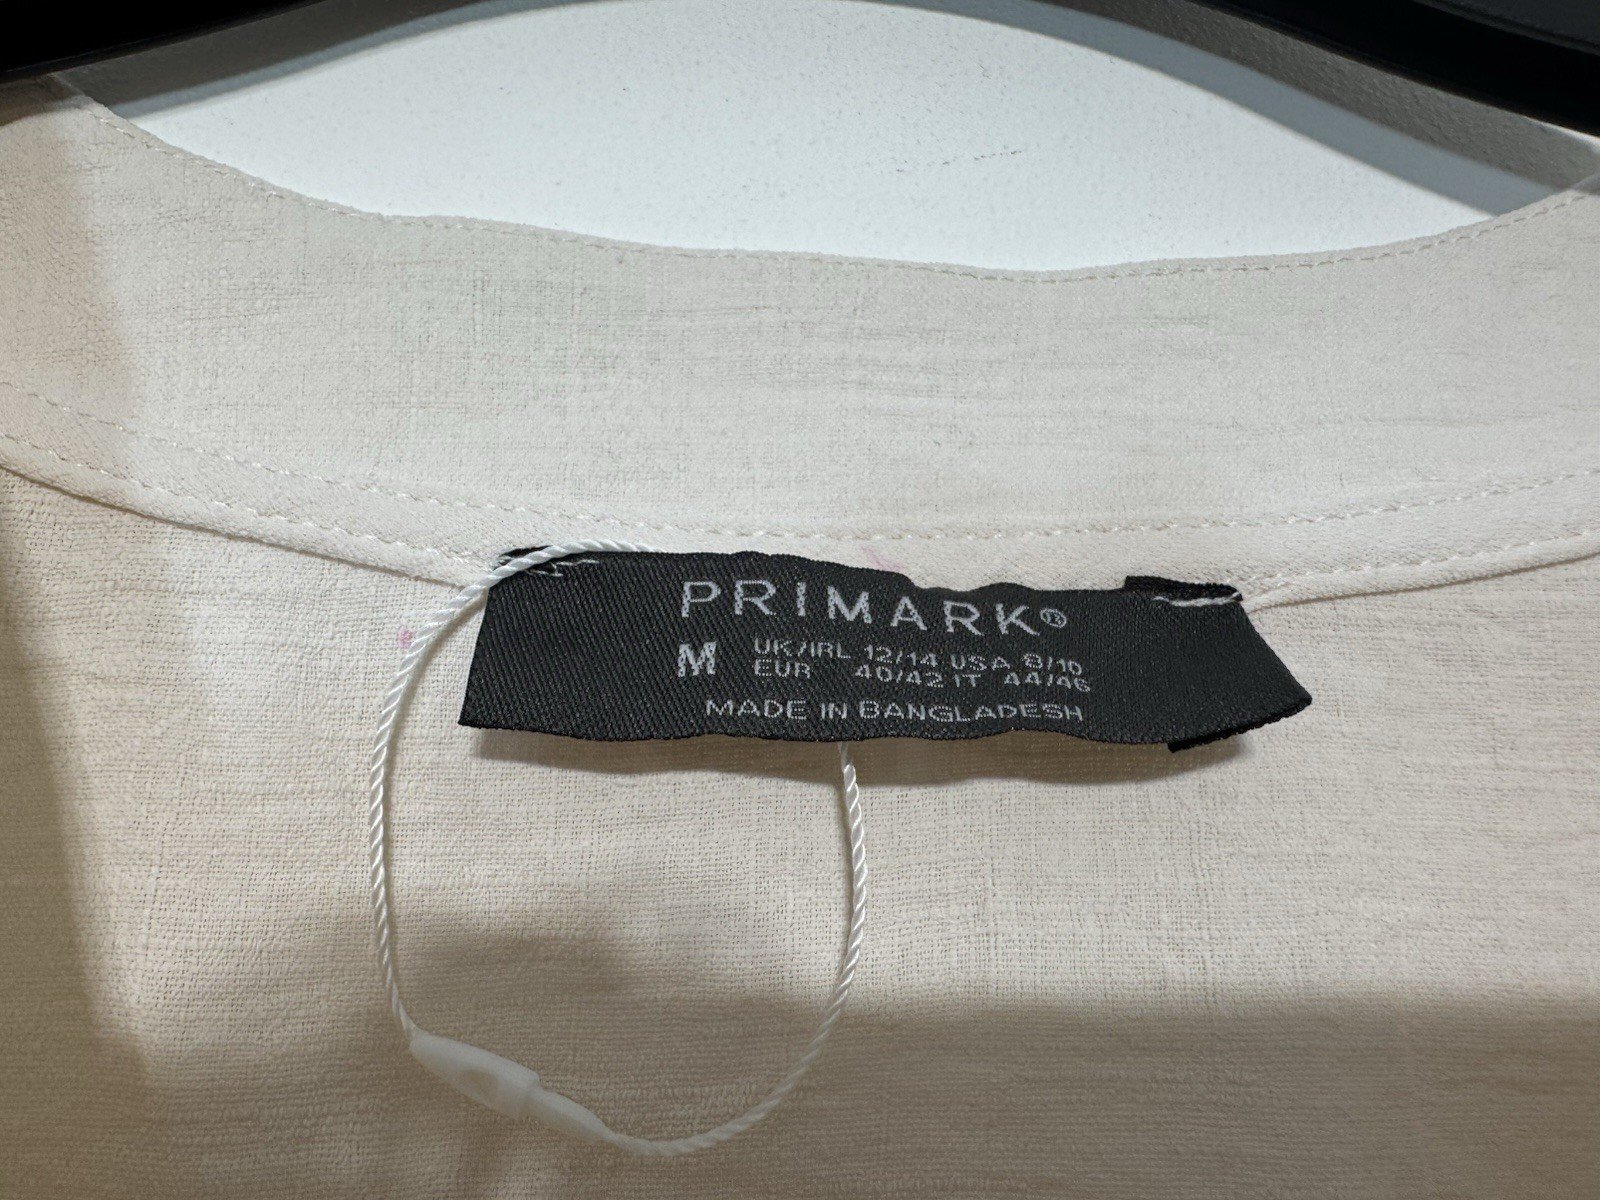 PRIMARK®
M
UK/IRL 12/14 USA 8/10
EUR 40/42 IT 44/46
MADE IN BANGLADESH